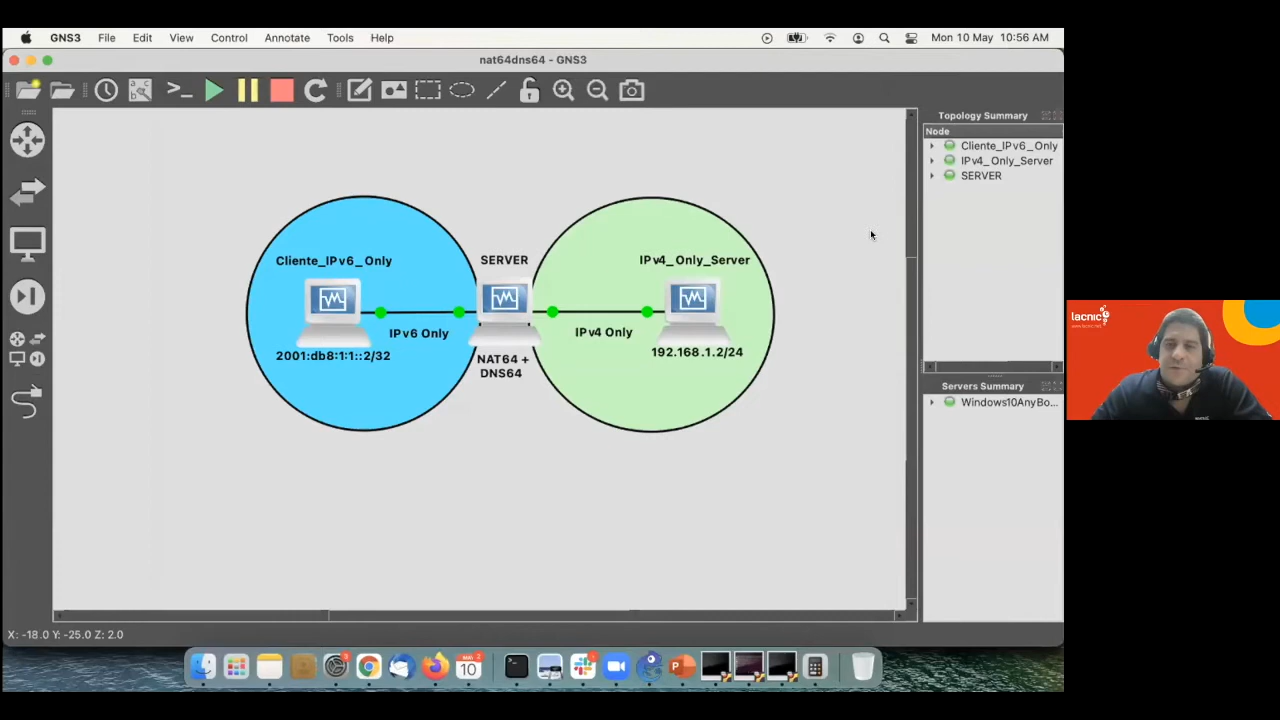 GNS3 File Edit View Control Annotate Tools Help Mon 10 May 10:56 AM
nat64dns64 - GNS3
Topology Summary
Node
Cliente_IPv6_Only
IPv4_Only_Server
SERVER
Cliente_IPv6_Only
SERVER
IPv4_Only_Server
IPv6 Only
IPv4 Only
2001:db8:1:1::2/32
NAT64 +
DNS64
192.168.1.2/24
Servers Summary
Windows10AnyBo...
lacnic
X: -18.0 Y: -25.0 Z: 2.0
10